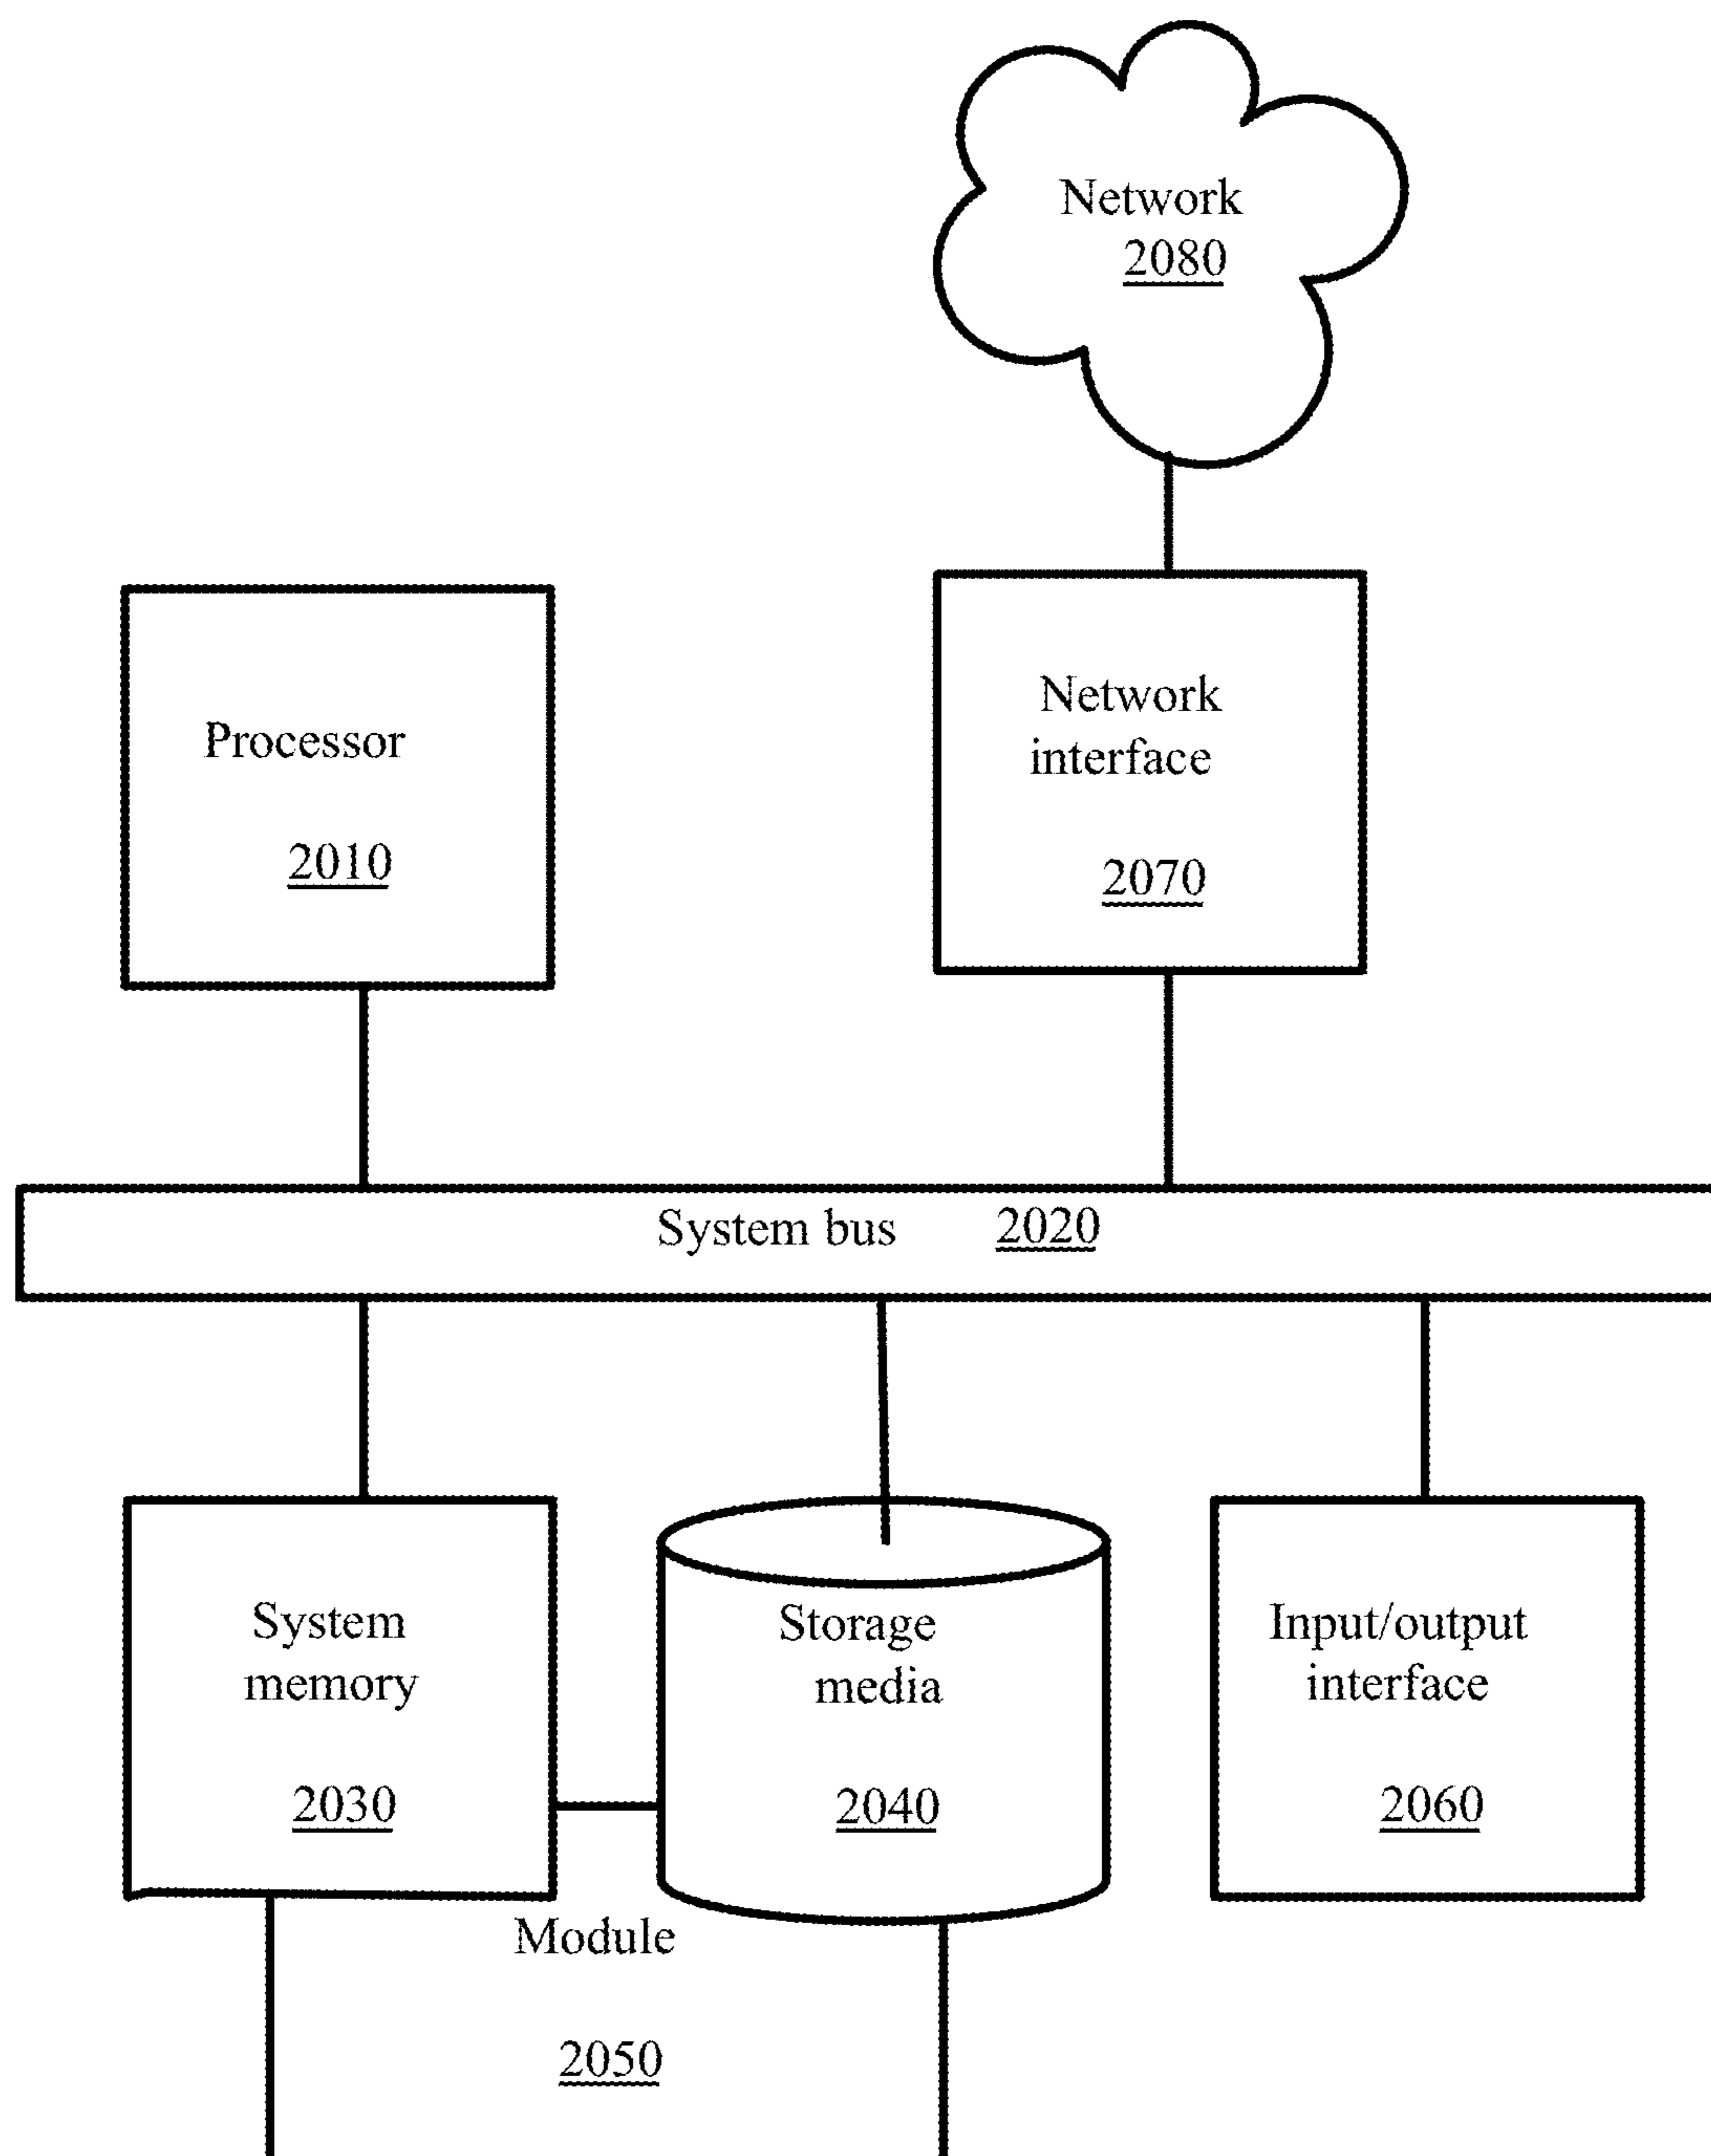 Network
2080
Processor
2010
Network
interface
2070
System bus 2020
System
memory
2030
Storage
media
2040
Input/output
interface
2060
Module
2050